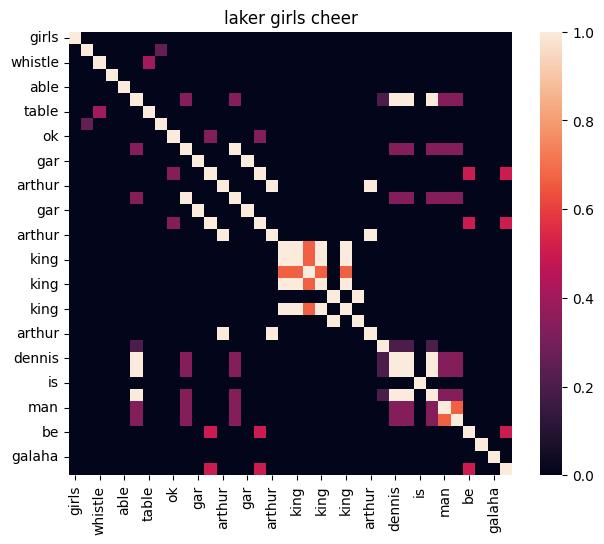 laker girls cheer
girls
whistle
able
table
ok
gar
arthur
gar
arthur
king
king
king
arthur
dennis
is
man
be
galaha
1.0
0.8
0.6
0.4
0.2
0.0
girls
whistle
able
table
ok
gar
arthur
gar
arthur
king
king
king
arthur
dennis
is
man
be
galaha